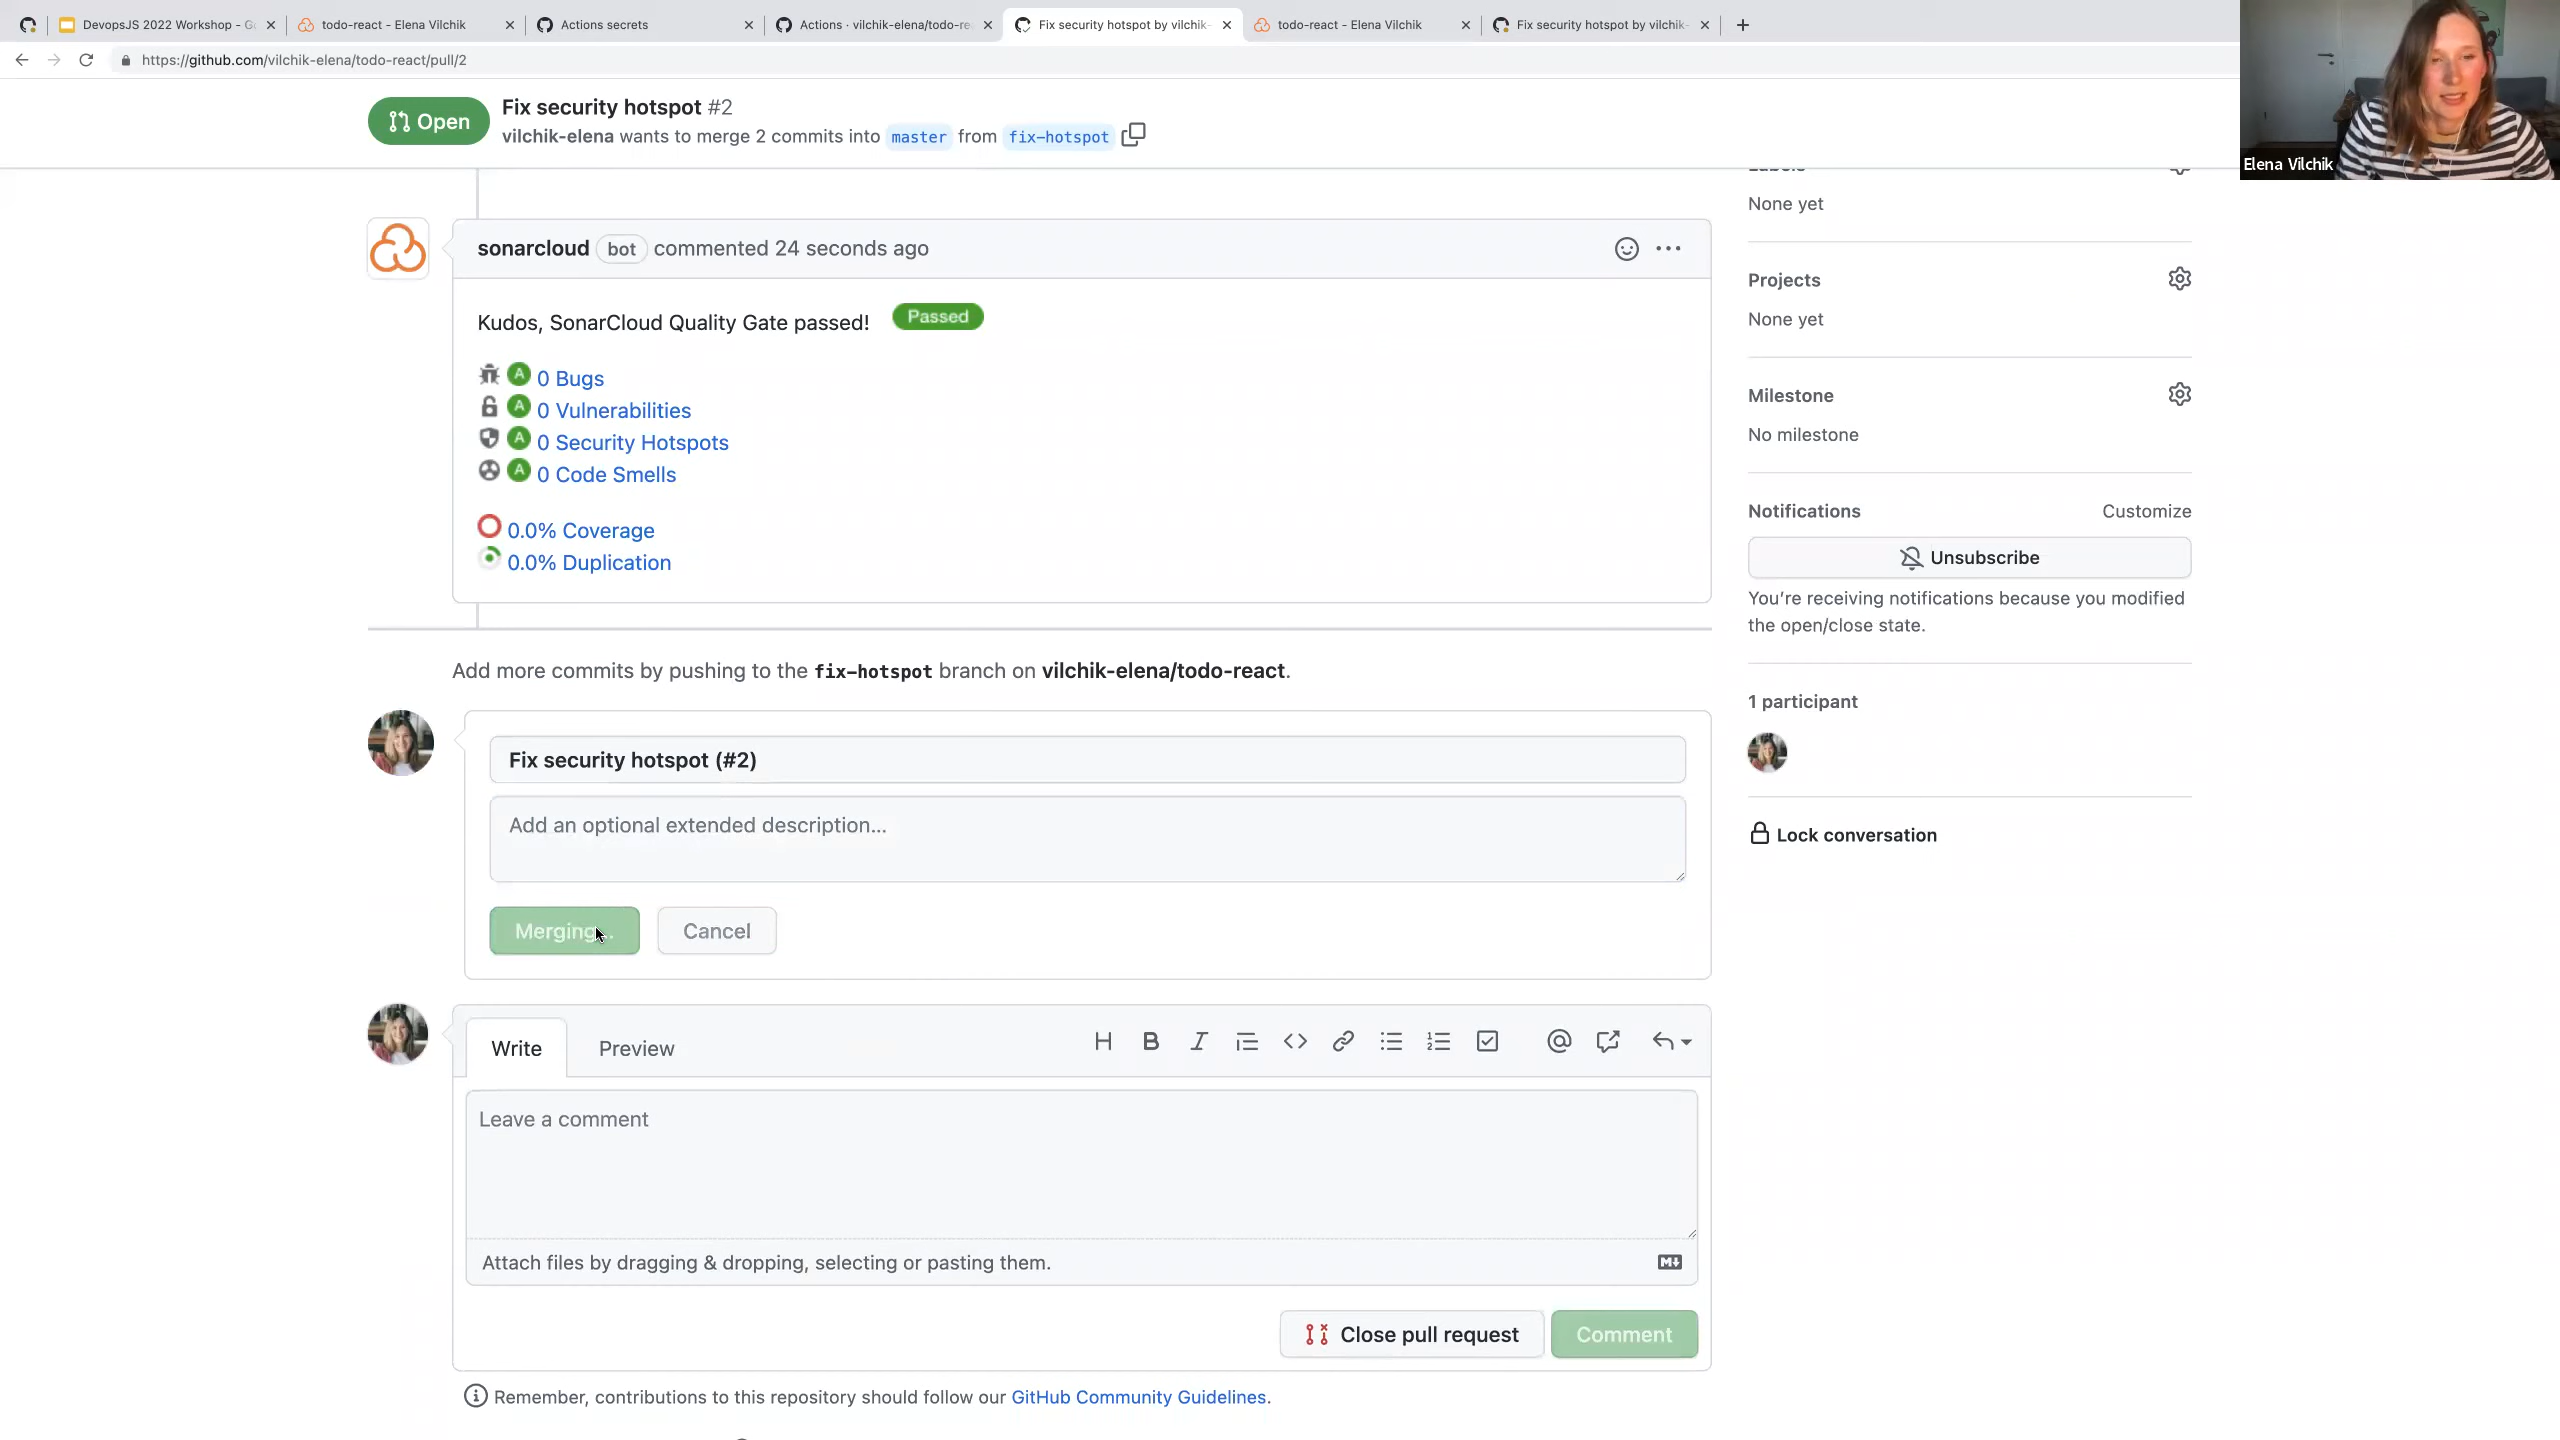 DevopsJS 2022 Workshop - Go
todo-react - Elena Vilchik
Actions secrets
Actions · vilchik-elena/todo-re
Fix security hotspot by vilchik-
todo-react - Elena Vilchik
Fix security hotspot by vilchik-
https://github.com/vilchik-elena/todo-react/pull/2
Elena Vilchik
Open
Fix security hotspot #2
vilchik-elena wants to merge 2 commits into master from fix-hotspot
Labels
None yet
sonarcloud bot commented 24 seconds ago
Kudos, SonarCloud Quality Gate passed! Passed
A 0 Bugs
A 0 Vulnerabilities
A 0 Security Hotspots
A 0 Code Smells
0.0% Coverage
0.0% Duplication
Projects
None yet
Milestone
No milestone
Notifications Customize
Unsubscribe
You're receiving notifications because you modified
the open/close state.
1 participant
Lock conversation
Add more commits by pushing to the fix-hotspot branch on vilchik-elena/todo-react.
Fix security hotspot (#2)
Add an optional extended description...
Merging... Cancel
Write Preview
Leave a comment
Attach files by dragging & dropping, selecting or pasting them.
Close pull request Comment
Remember, contributions to this repository should follow our GitHub Community Guidelines.